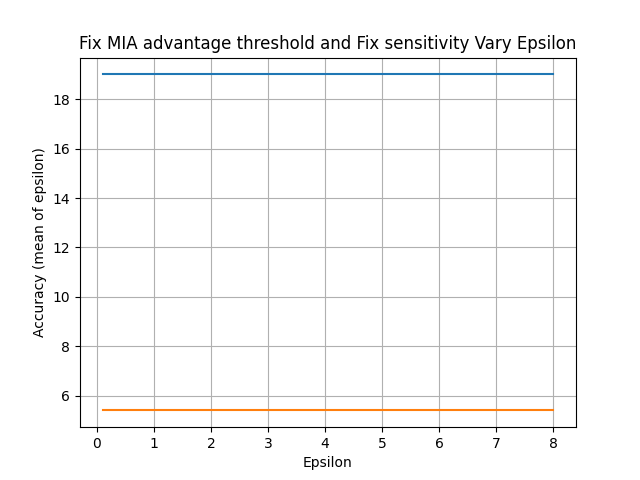 Fix MIA advantage threshold and Fix sensitivity Vary Epsilon
Accuracy (mean of epsilon)
18
16
14
12
10
8
6
0 1 2 3 4 5 6 7 8
Epsilon